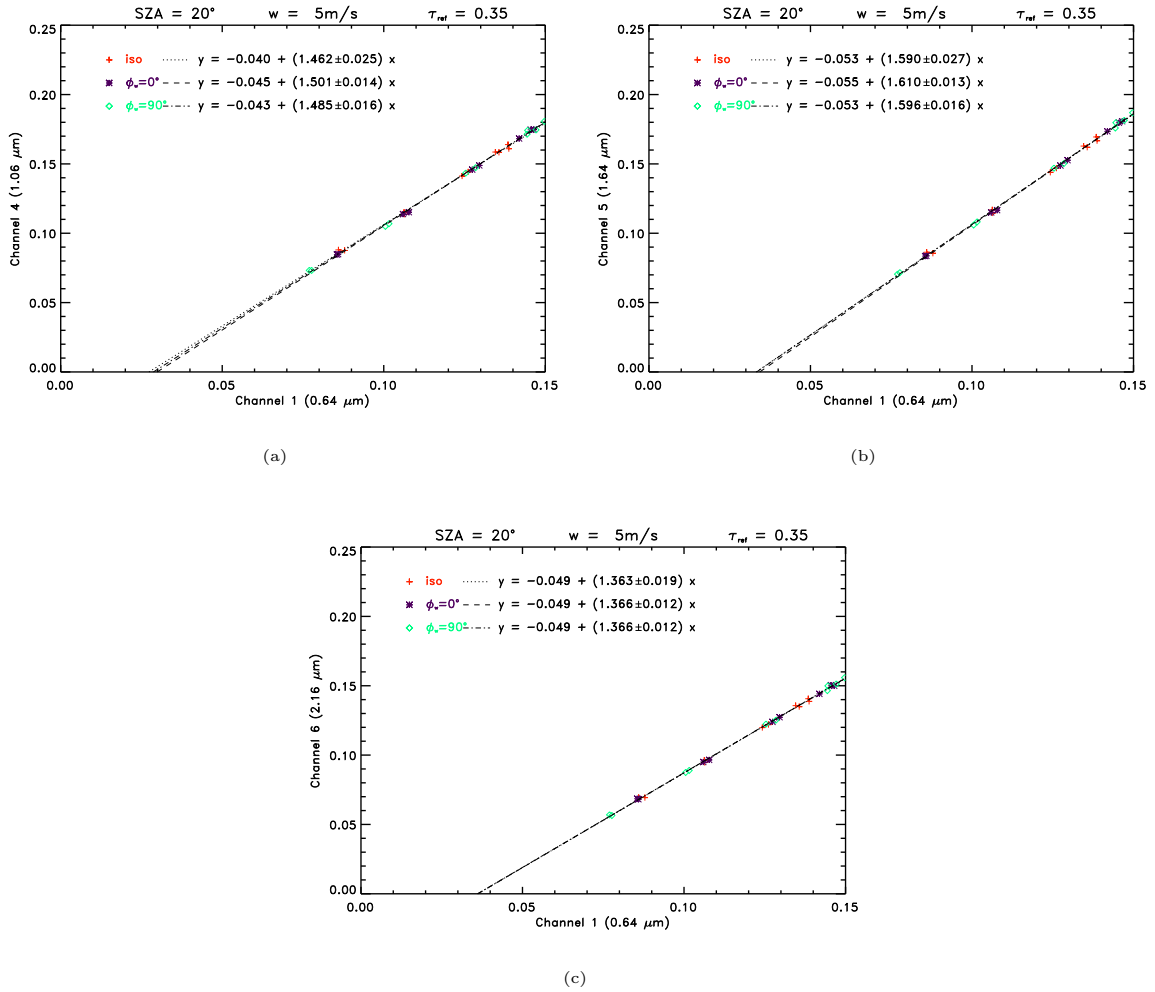 SZA = 20° w = 5m/s τref = 0.35
0.25
0.20
0.15
0.10
0.05
0.00
Channel 4 (1.06 μm)
iso y = −0.040 + (1.462±0.025) x
ϕw=0° y = −0.045 + (1.501±0.014) x
ϕw=90° y = −0.043 + (1.485±0.016) x
0.00 0.05 0.10 0.15
Channel 1 (0.64 μm)
(a)
SZA = 20° w = 5m/s τref = 0.35
0.25
0.20
0.15
0.10
0.05
0.00
Channel 5 (1.64 μm)
iso y = −0.053 + (1.590±0.027) x
ϕw=0° y = −0.055 + (1.610±0.013) x
ϕw=90° y = −0.053 + (1.596±0.016) x
0.00 0.05 0.10 0.15
Channel 1 (0.64 μm)
(b)
SZA = 20° w = 5m/s τref = 0.35
0.25
0.20
0.15
0.10
0.05
0.00
Channel 6 (2.16 μm)
iso y = −0.049 + (1.363±0.019) x
ϕw=0° y = −0.049 + (1.366±0.012) x
ϕw=90° y = −0.049 + (1.366±0.012) x
0.00 0.05 0.10 0.15
Channel 1 (0.64 μm)
(c)